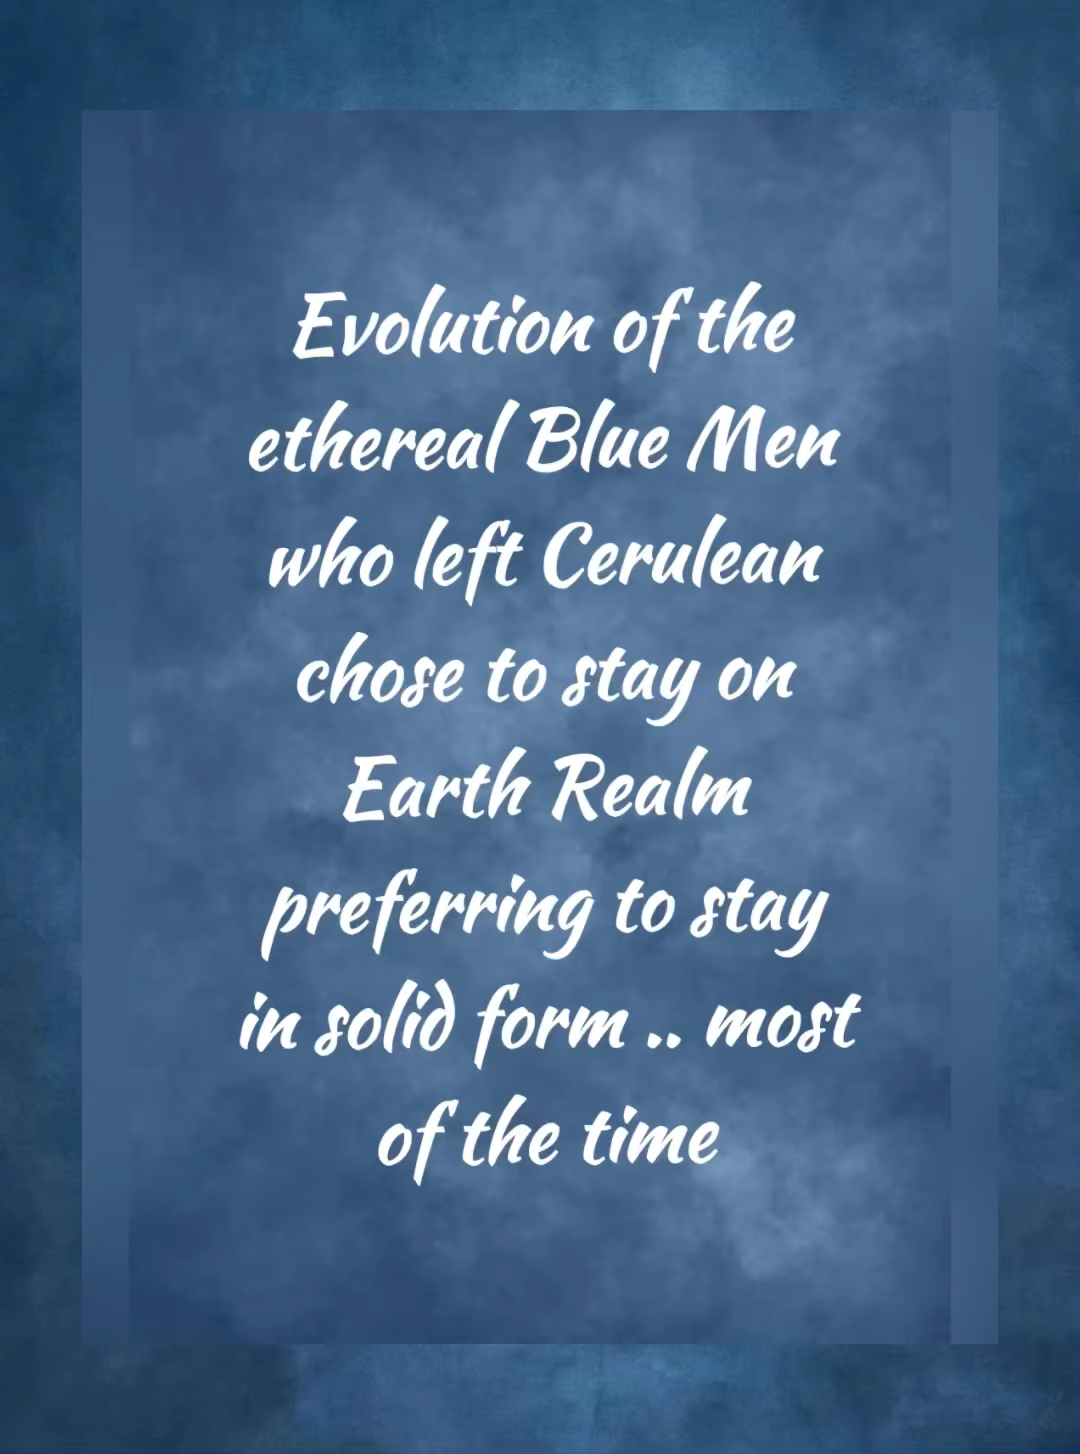 Evolution of the
ethereal Blue Men
who left Cerulean
chose to stay on
Earth Realm
preferring to stay
in solid form .. most
of the time